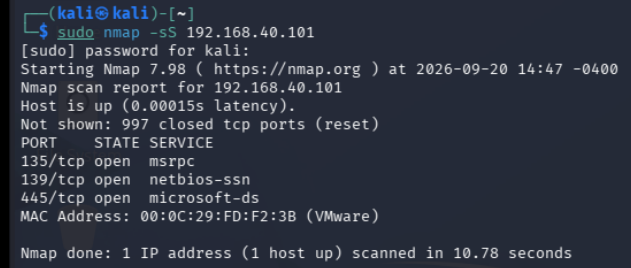 ┌──(kali㉿kali)-[~]
└─$ sudo nmap -sS 192.168.40.101
[sudo] password for kali:
Starting Nmap 7.98 ( https://nmap.org ) at 2026-09-20 14:47 -0400
Nmap scan report for 192.168.40.101
Host is up (0.00015s latency).
Not shown: 997 closed tcp ports (reset)
PORT    STATE SERVICE
135/tcp open  msrpc
139/tcp open  netbios-ssn
445/tcp open  microsoft-ds
MAC Address: 00:0C:29:FD:F2:3B (VMware)
Nmap done: 1 IP address (1 host up) scanned in 10.78 seconds